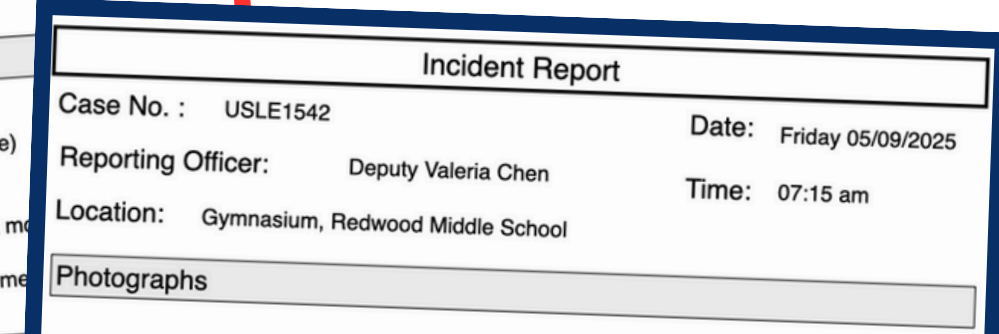 Incident Report
Case No. : USLE1542
Date: Friday 05/09/2025
Reporting Officer: Deputy Valeria Chen
Time: 07:15 am
Location: Gymnasium, Redwood Middle School
Photographs
e)
me